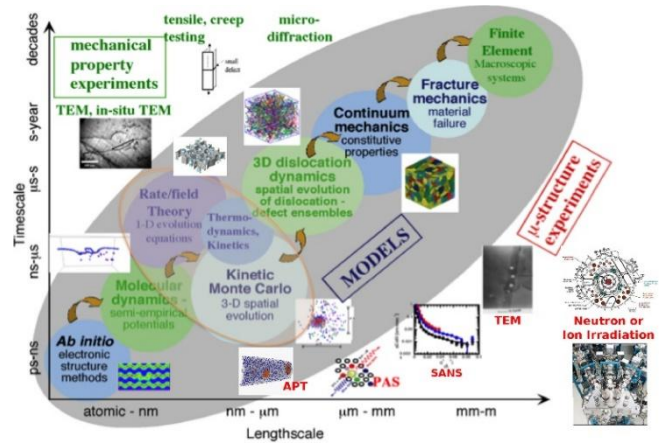 decades
s-year
μs-s
ns-μs
ps-ns
Timescale
tensile, creep
testing
micro-
diffraction
mechanical
property
experiments
small
defect
TEM, in-situ TEM
Finite
Element
Macroscopic
systems
Fracture
mechanics
material
failure
Continuum
mechanics
constitutive
properties
3D dislocation
dynamics
spatial evolution
of dislocation -
defect ensembles
Rate/field
Theory
1-D evolution
equations
Thermo-
dynamics,
Kinetics
Kinetic
Monte Carlo
3-D spatial
evolution
Molecular
dynamics -
semi-empirical
potentials
Ab initio
electronic
structure
methods
MODELS
μ-structure
experiments
TEM
Neutron or
Ion Irradiation
SANS
APT
PAS
atomic - nm
nm - μm
μm - mm
mm-m
Lengthscale